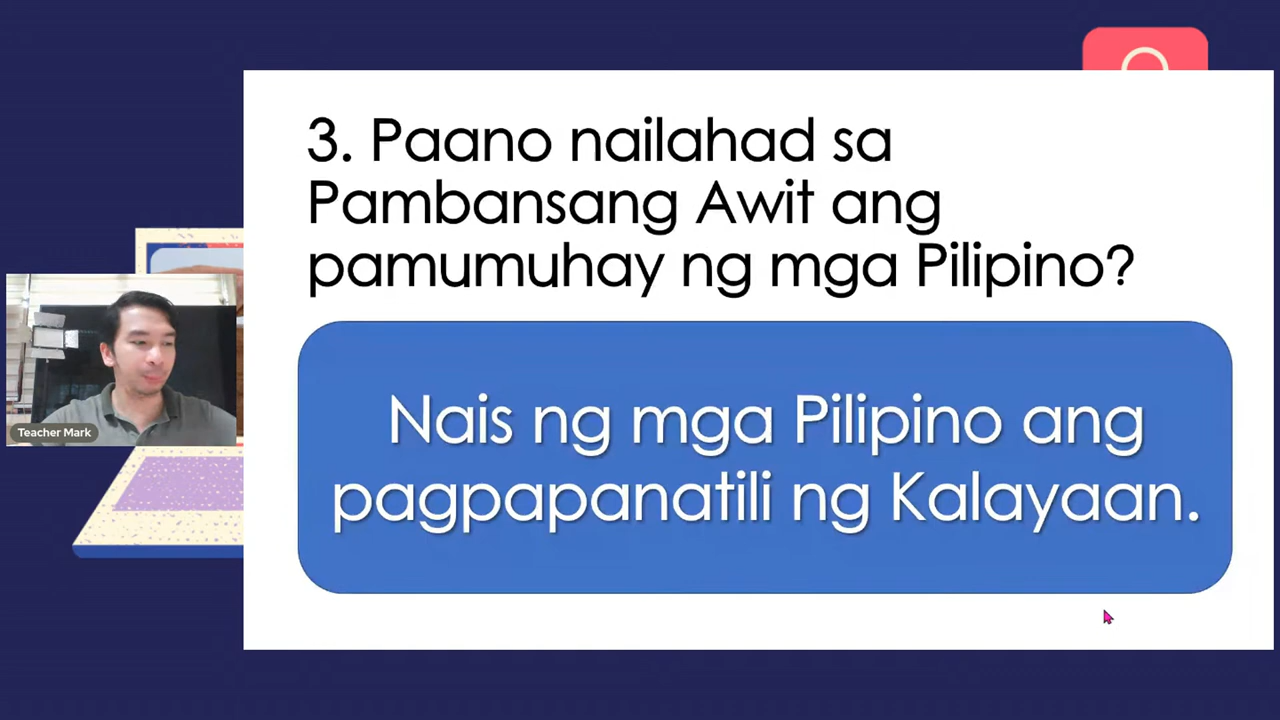 3. Paano nailahad sa
Pambansang Awit ang
pamumuhay ng mga Pilipino?
Nais ng mga Pilipino ang
pagpapanatili ng Kalayaan.
Teacher Mark